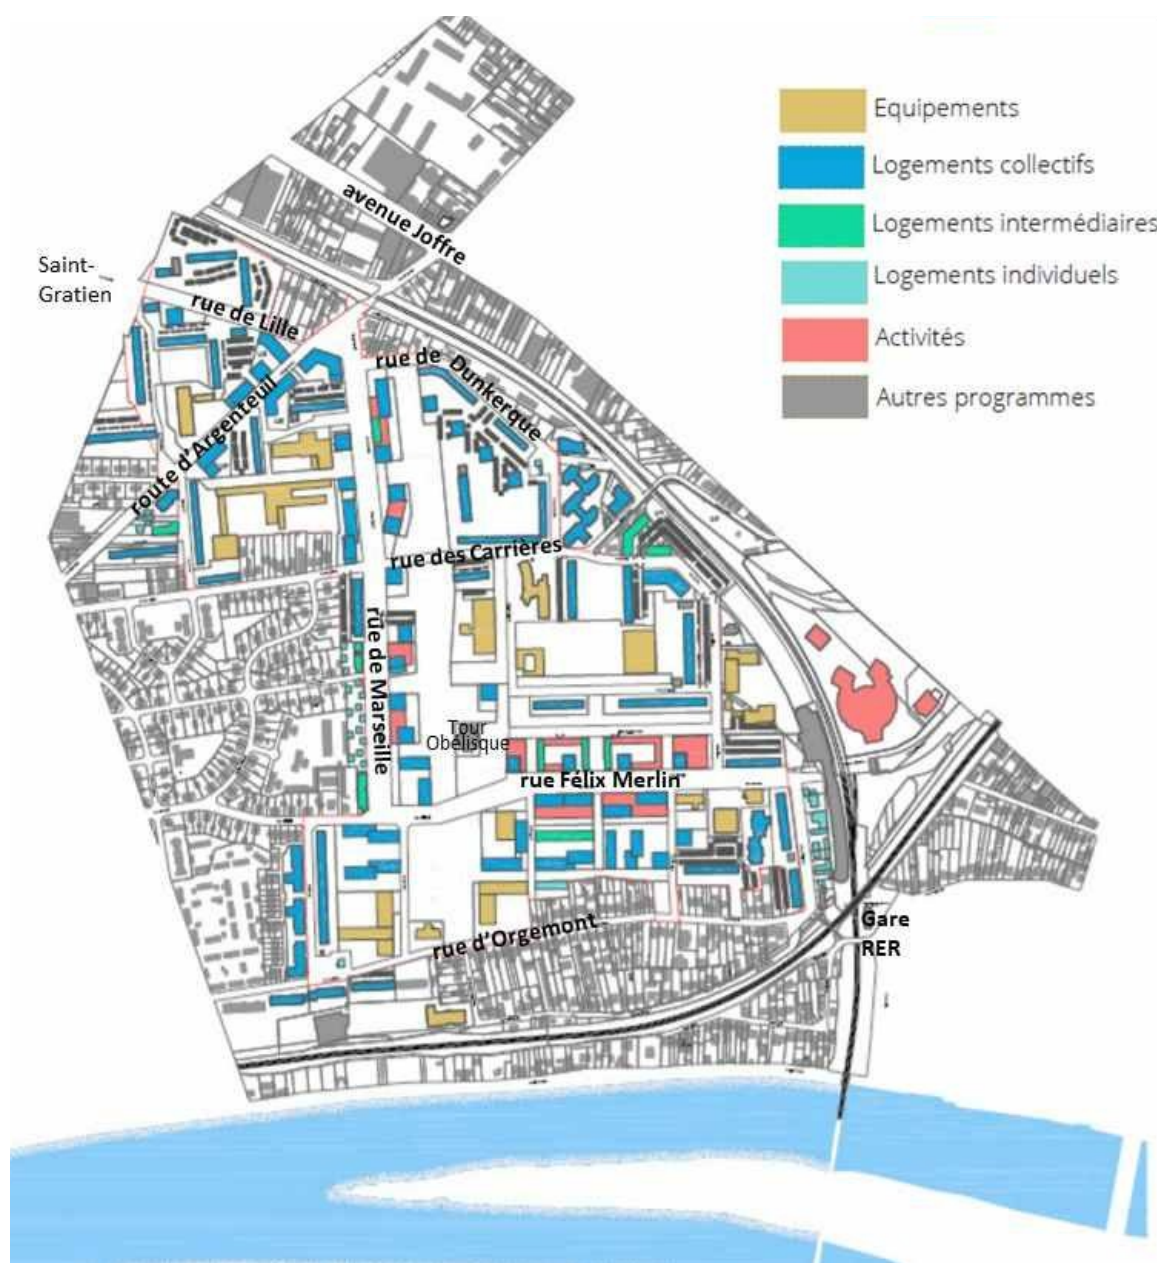 Equipements
Logements collectifs
Logements intermédiaires
Logements individuels
Activités
Autres programmes
avenue Joffre
Saint-
Gratien
rue de Lille
rue de Dunkerque
route d'Argenteuil
rue des Carrières
rue de Marseille
Tour
Obélisque
rue Félix Merlin
rue d'Orgemont
Gare
RER